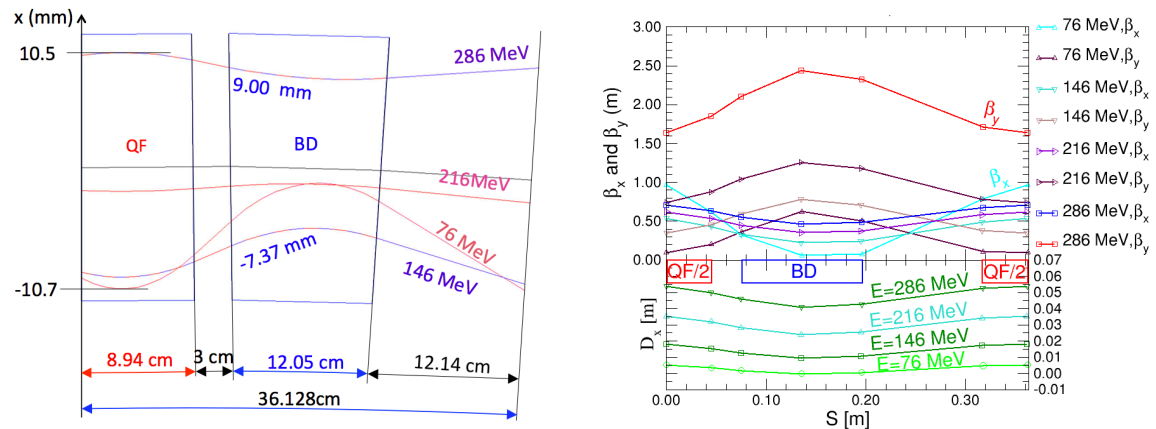 x (mm)
10.5
286 MeV
9.00 mm
QF
BD
216MeV
76 MeV
-7.37 mm
146 MeV
-10.7
8.94 cm
3 cm
12.05cm
12.14 cm
36.128cm
3.00
2.50
2.00
1.50
1.00
0.50
0.00
βx and βy (m)
βy
βx
76 MeV,βx
76 MeV,βy
146 MeV,βx
146 MeV,βy
216 MeV,βx
216 MeV,βy
286 MeV,βx
286 MeV,βy
QF/2
BD
QF/2
0.07
0.06
0.05
0.04
0.03
0.02
0.01
0.00
-0.01
Dx [m]
E=286 MeV
E=216 MeV
E=146 MeV
E=76 MeV
0.00
0.10
0.20
0.30
S [m]